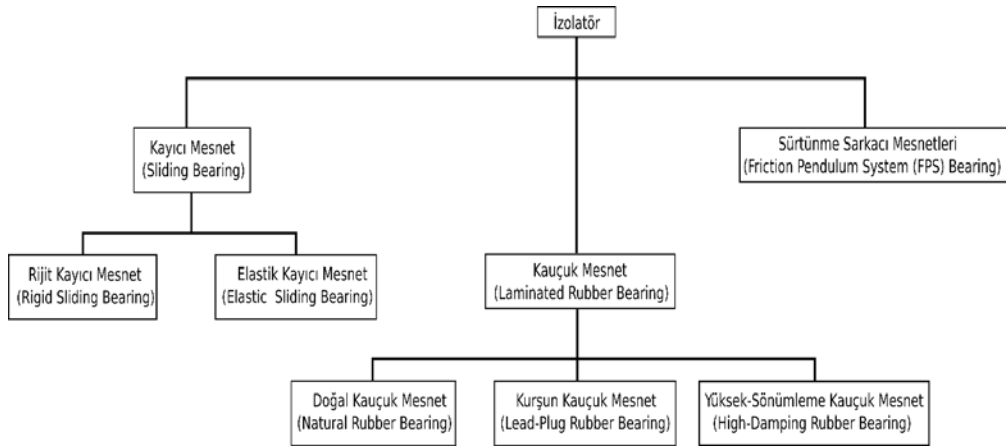 İzolatör
Kayıcı Mesnet
(Sliding Bearing)
Sürtünme Sarkacı Mesnetleri
(Friction Pendulum System (FPS) Bearing)
Rijit Kayıcı Mesnet
(Rigid Sliding Bearing)
Elastik Kayıcı Mesnet
(Elastic Sliding Bearing)
Kauçuk Mesnet
(Laminated Rubber Bearing)
Doğal Kauçuk Mesnet
(Natural Rubber Bearing)
Kurşun Kauçuk Mesnet
(Lead-Plug Rubber Bearing)
Yüksek-Sönümleme Kauçuk Mesnet
(High-Damping Rubber Bearing)